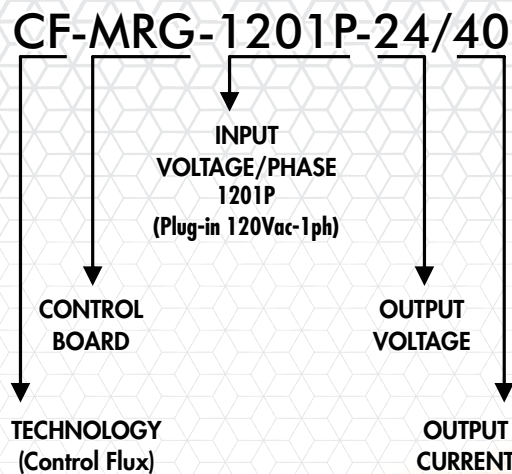 CF-MRG-1201P-24/40
INPUT
VOLTAGE/PHASE
1201P
(Plug-in 120Vac-1ph)
CONTROL
BOARD
OUTPUT
VOLTAGE
TECHNOLOGY
(Control Flux)
OUTPUT
CURRENT